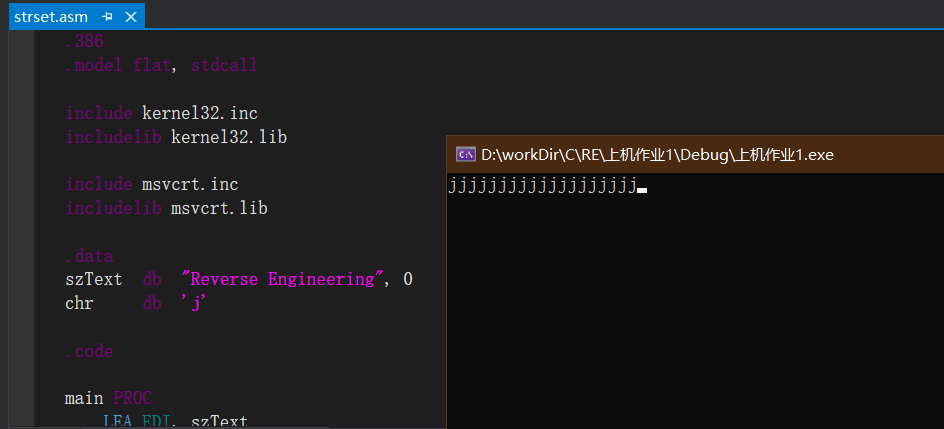 strset.asm
.386
.model flat, stdcall
include kernel32.inc
includelib kernel32.lib
include msvcrt.inc
includelib msvcrt.lib
.data
szText db "Reverse Engineering", 0
chr db 'j'
.code
main PROC
LEA EDI, szText
D:\workDir\C\RE\上机作业1\Debug\上机作业1.exe
jjjjjjjjjjjjjjjjjjj